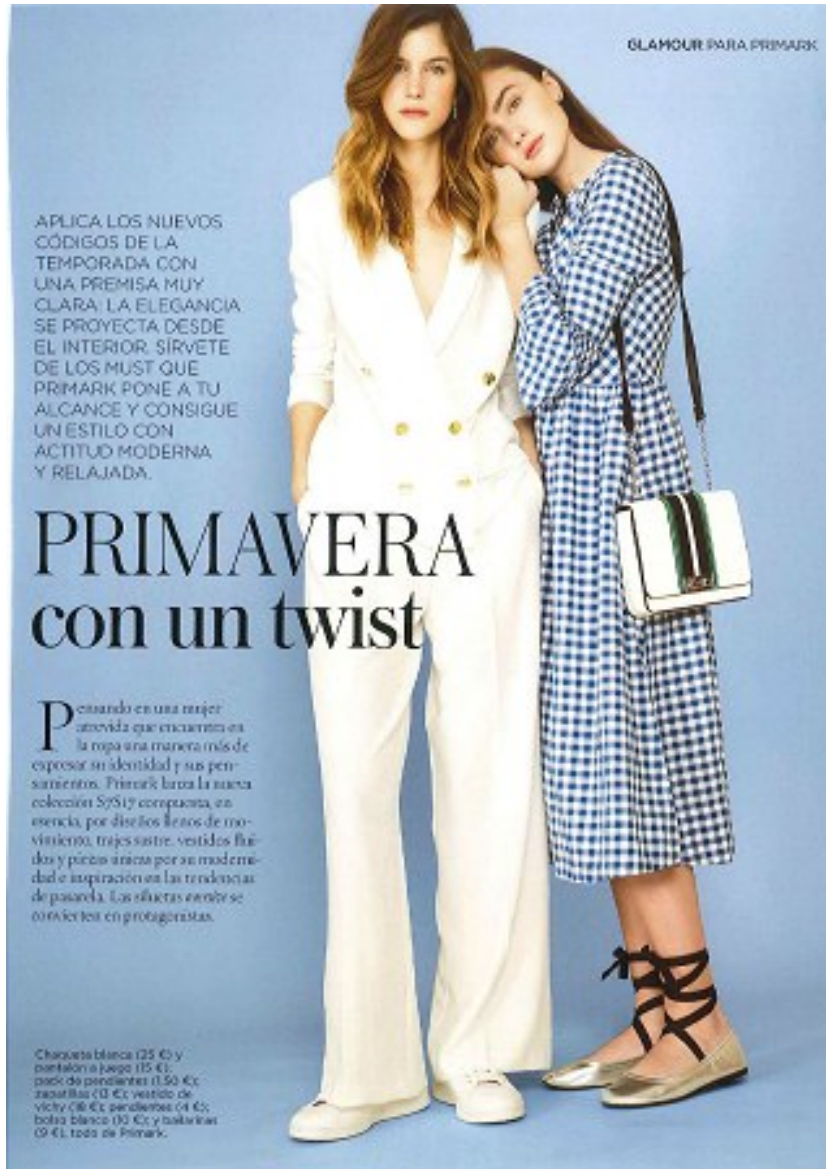 GLAMOUR PARA PRIMARK
APLICA LOS NUEVOS
CÓDIGOS DE LA
TEMPORADA CON
UNA PREMISA MUY
CLARA: LA ELEGANCIA
SE PROYECTA DESDE
EL INTERIOR. SÍRVETE
DE LOS MUST QUE
PRIMARK PONE A TU
ALCANCE Y CONSIGUE
UN ESTILO CON
ACTITUD MODERNA
Y RELAJADA.
PRIMAVERA
con un twist
Pensando en una mujer
atrevida que encuentra en
la ropa una manera más de
expresar su identidad y sus pen-
samientos, Primark lanza la nueva
colección S/S17 compuesta, en
esencia, por diseños llenos de mo-
vimiento, trajes sastre, vestidos flui-
dos y piezas únicas por su moderni-
dad e inspiración en las tendencias
de pasarela. Las siluetas oversize se
convierten en protagonistas.
Chaqueta blanca (25 €) y
pantalón a juego (15 €);
pack de pendientes (1,50 €);
zapatillas (13 €); vestido de
vichy (18 €); pendientes (4 €);
bolso blanco (10 €); y bailarinas
(9 €), todo de Primark.